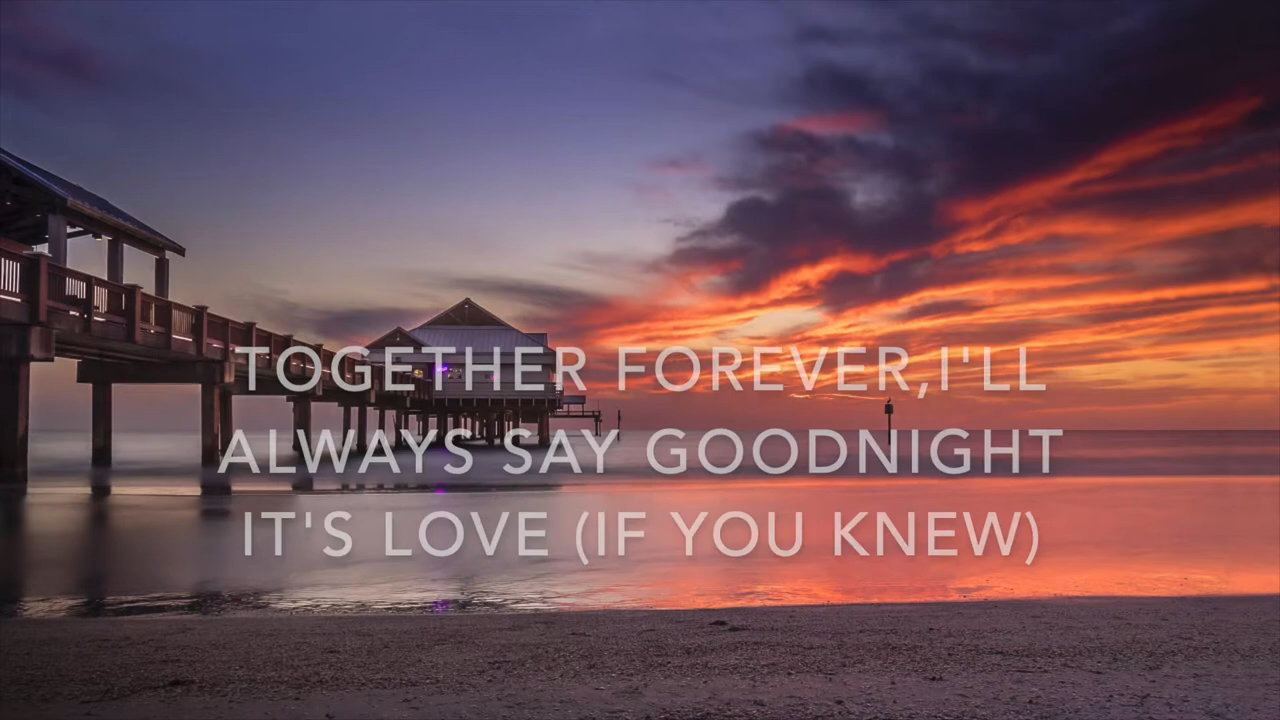 TOGETHER FOREVER,I'LL
ALWAYS SAY GOODNIGHT
IT'S LOVE (IF YOU KNEW)